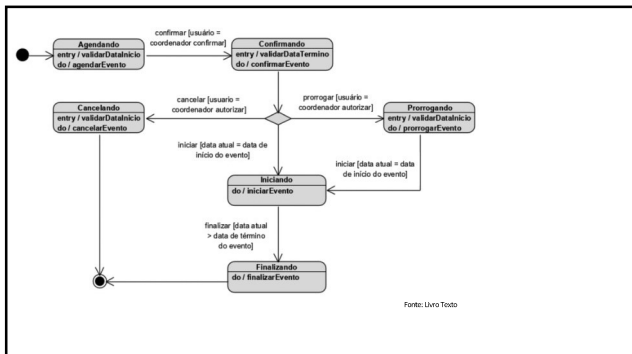 Agendando
entry / validarDataInicio
do / agendarEvento
confirmar [usuário =
coordenador confirmar]
Confirmando
entry / validarDataTermino
do / confirmarEvento
Cancelando
entry / validarDataInicio
do / cancelarEvento
cancelar [usuario =
coordenador autorizar]
prorrogar [usuário =
coordenador autorizar]
Prorrogando
entry / validarDataInicio
do / prorrogarEvento
iniciar [data atual = data de
início do evento]
iniciar [data atual = data
de início do evento]
Iniciando
do / iniciarEvento
finalizar [data atual
> data de término
do evento]
Finalizando
do / finalizarEvento
Fonte: Livro Texto